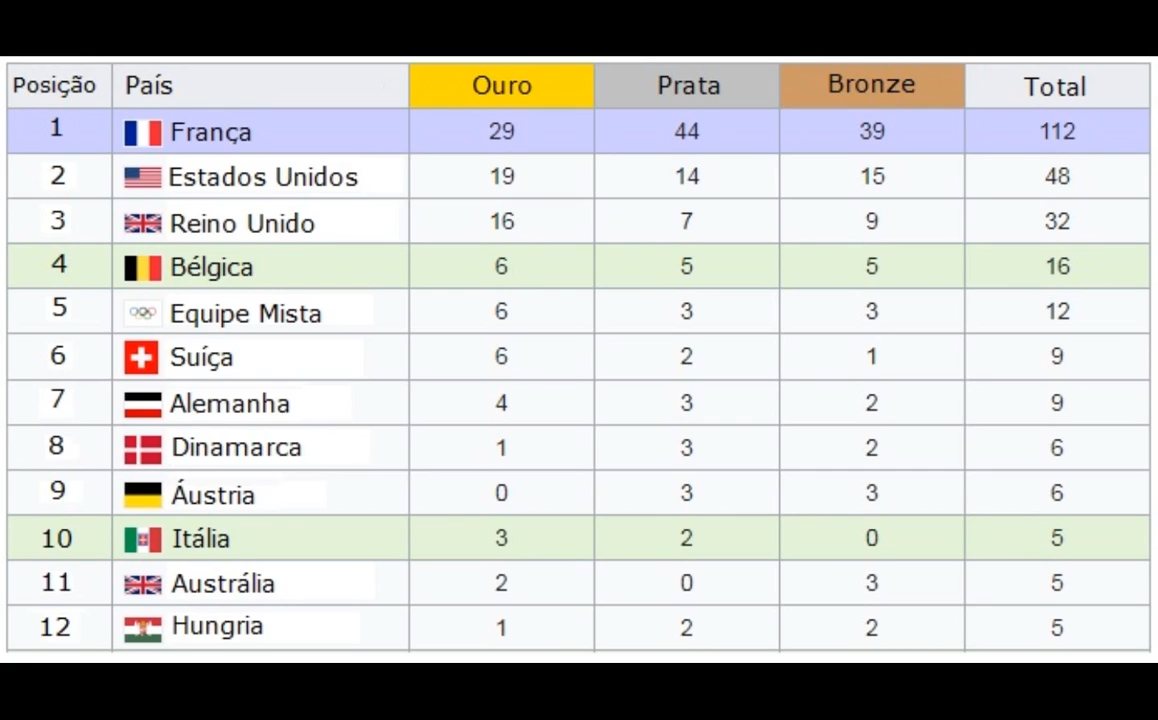 Posição País Ouro Prata Bronze Total
1 França 29 44 39 112
2 Estados Unidos 19 14 15 48
3 Reino Unido 16 7 9 32
4 Bélgica 6 5 5 16
5 Equipe Mista 6 3 3 12
6 Suíça 6 2 1 9
7 Alemanha 4 3 2 9
8 Dinamarca 1 3 2 6
9 Áustria 0 3 3 6
10 Itália 3 2 0 5
11 Austrália 2 0 3 5
12 Hungria 1 2 2 5